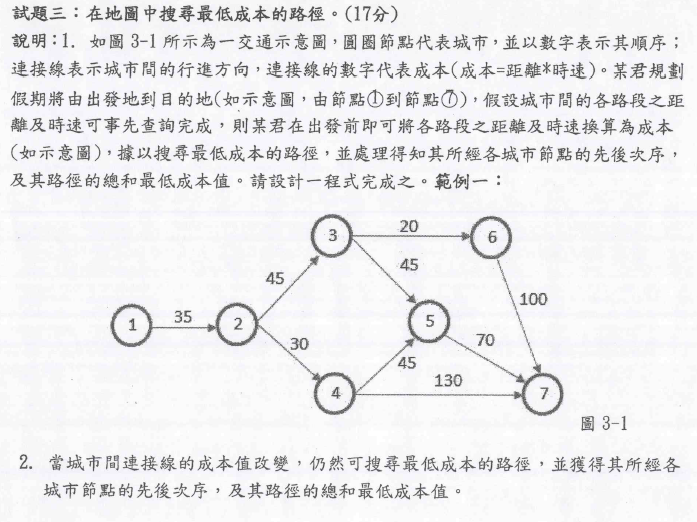 試題三：在地圖中搜尋最低成本的路徑。(17分)
說明:1. 如圖 3-1 所示為一交通示意圖，圓圈節點代表城市，並以數字表示其順序；
連接線表示城市間的行進方向，連接線的數字代表成本(成本=距離*時速)。某君規劃
假期將由出發地到目的地(如示意圖，由節點①到節點⑦)，假設城市間的各路段之距
離及時速可事先查詢完成，則某君在出發前即可將各路段之距離及時速換算為成本
(如示意圖)，據以搜尋最低成本的路徑，並處理得知其所經各城市節點的先後次序，
及其路徑的總和最低成本值。請設計一程式完成之。範例一：
3
20
6
45
45
100
1
35
2
5
30
70
45
4
130
7
圖 3-1
2. 當城市間連接線的成本值改變，仍然可搜尋最低成本的路徑，並獲得其所經各
城市節點的先後次序，及其路徑的總和最低成本值。